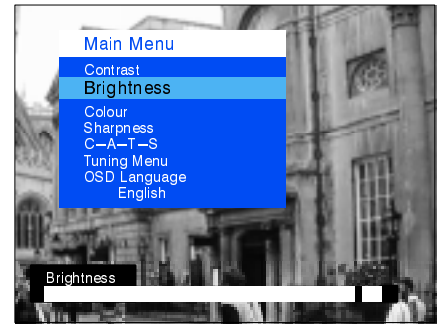 Main Menu
Contrast
Brightness
Colour
Sharpness
C–A–T–S
Tuning Menu
OSD Language
English
Brightness